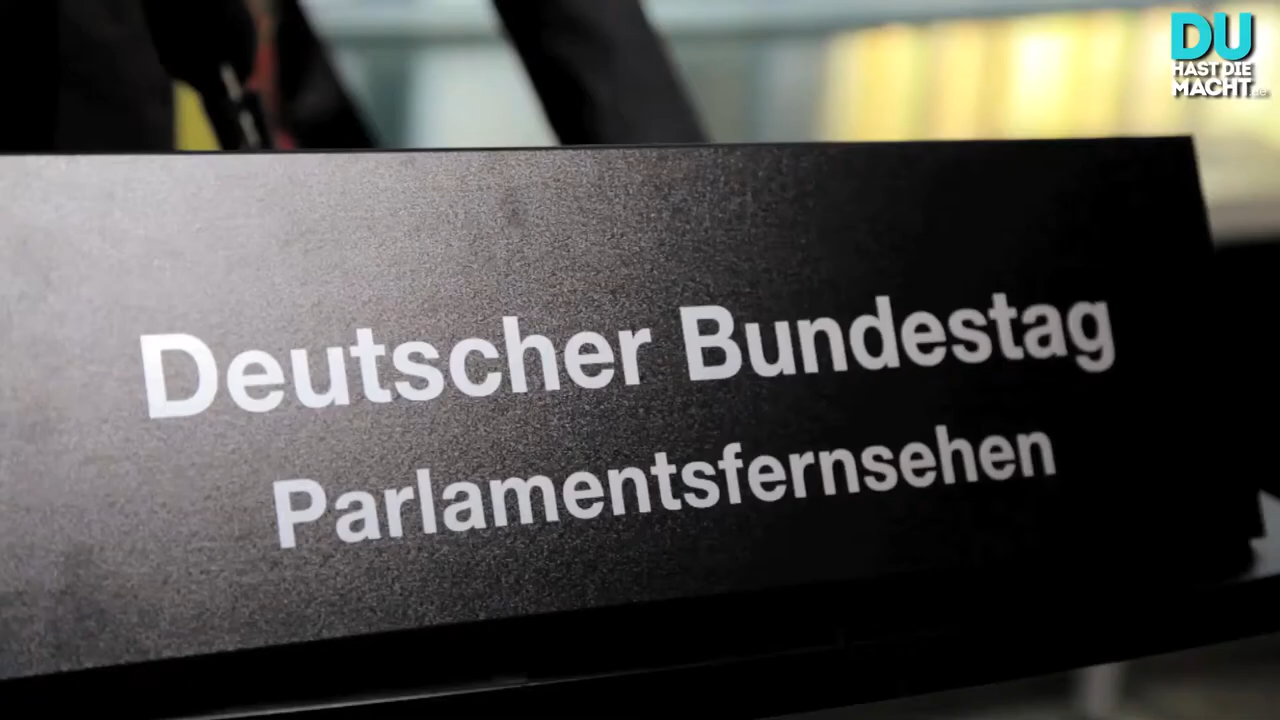 DU
HAST DIE
MACHT.de
Deutscher Bundestag
Parlamentsfernsehen